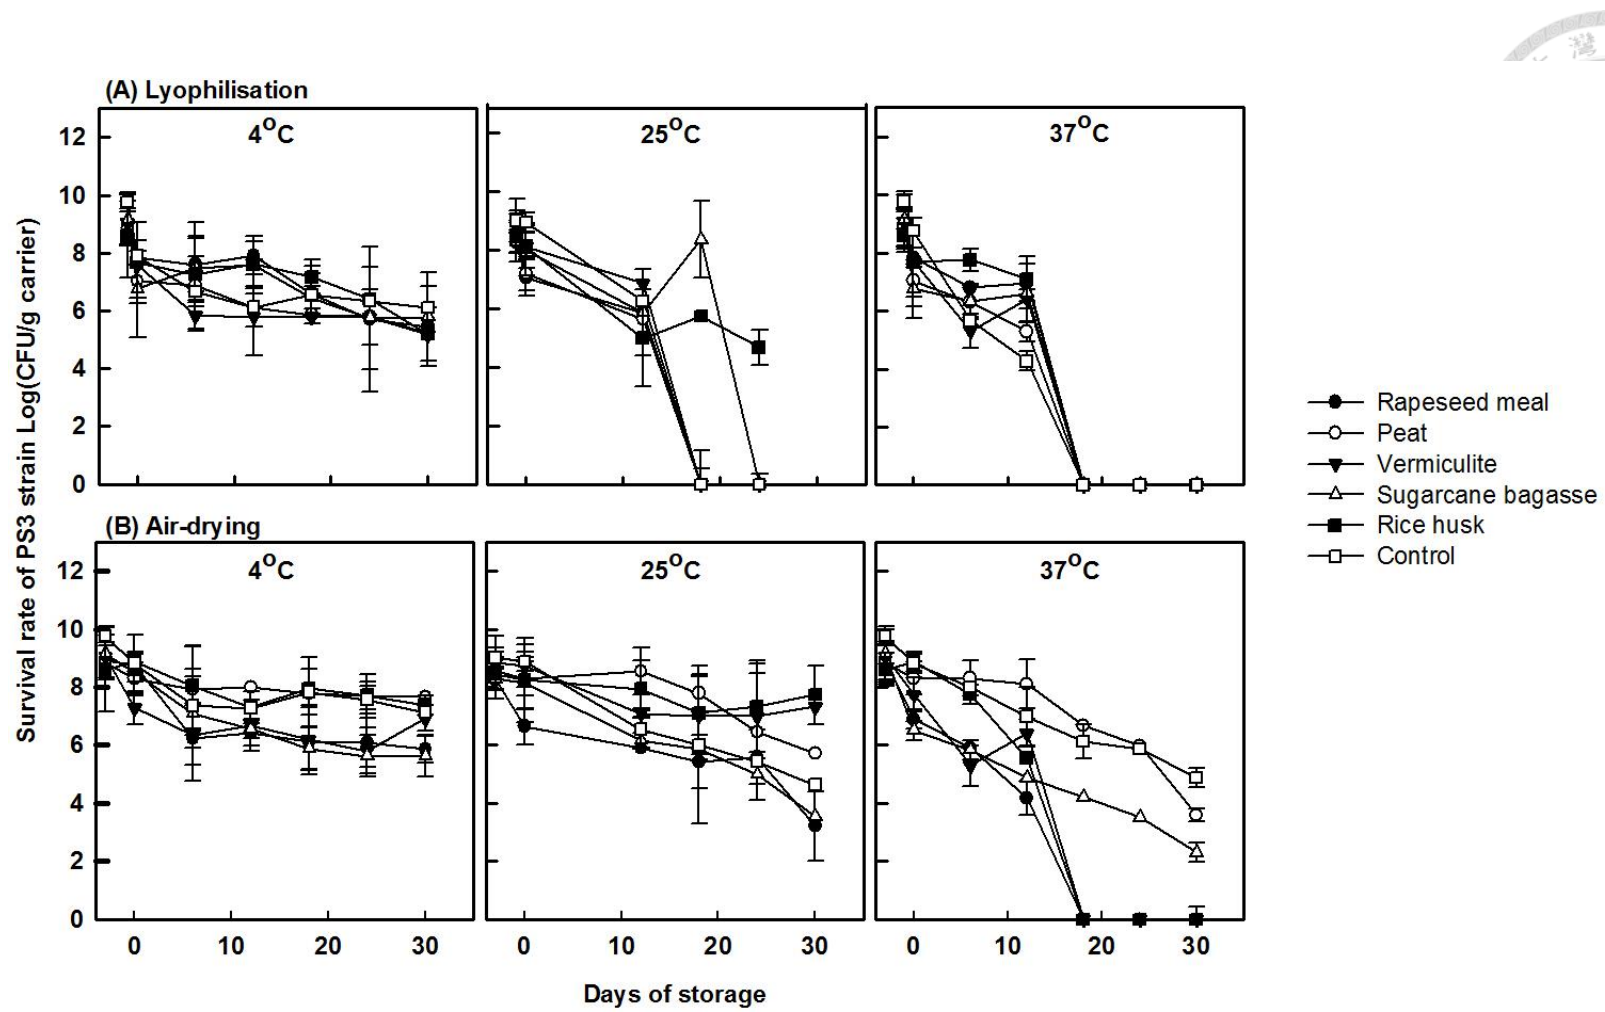 (A) Lyophilisation
4°C
25°C
37°C
12
10
8
6
4
2
0
Survival rate of PS3 strain Log(CFU/g carrier)
(B) Air-drying
4°C
25°C
37°C
12
10
8
6
4
2
0
0 10 20 30
0 10 20 30
0 10 20 30
Days of storage
Rapeseed meal
Peat
Vermiculite
Sugarcane bagasse
Rice husk
Control
灣